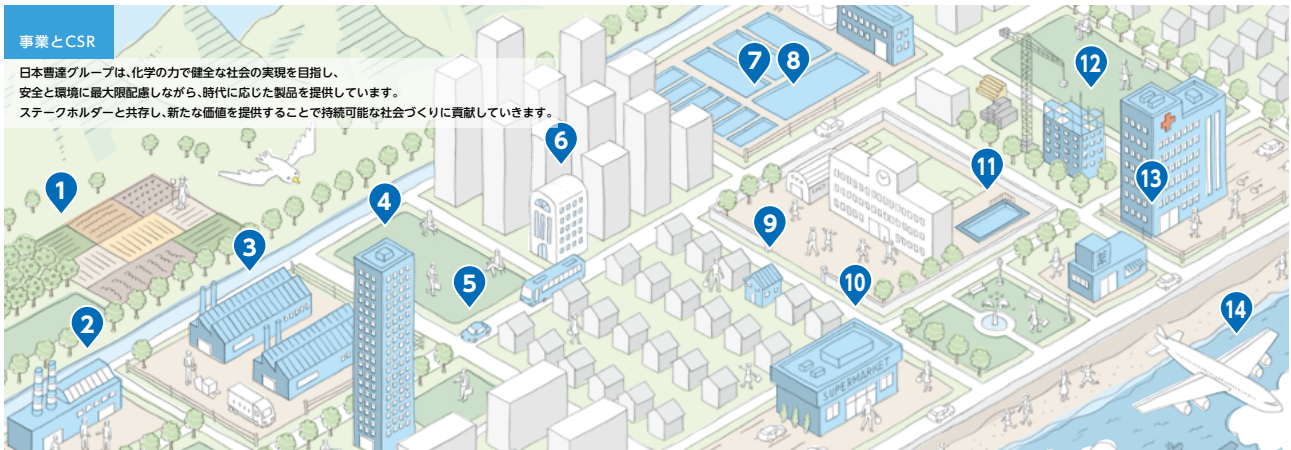 事業とCSR
日本曹達グループは、化学の力で健全な社会の実現を目指し、
安全と環境に最大限配慮しながら、時代に応じた製品を提供しています。
ステークホルダーと共存し、新たな価値を提供することで持続可能な社会づくりに貢献していきます。
1
2
3
4
5
6
7
8
9
10
11
12
13
14
SUPERMARKET